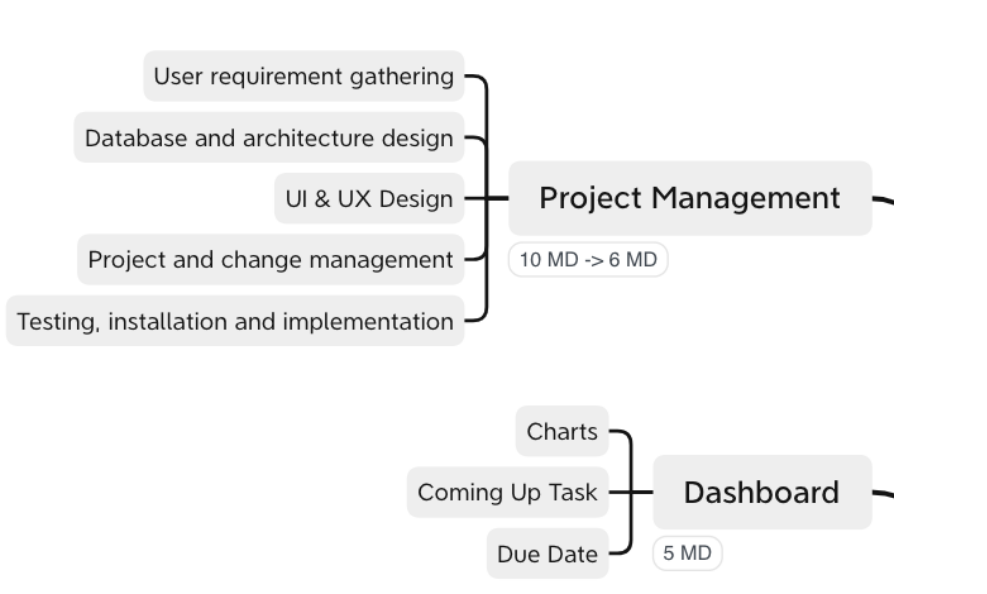 User requirement gathering
Database and architecture design
UI & UX Design
Project and change management
Testing, installation and implementation
Project Management
10 MD -> 6 MD
Charts
Coming Up Task
Due Date
Dashboard
5 MD